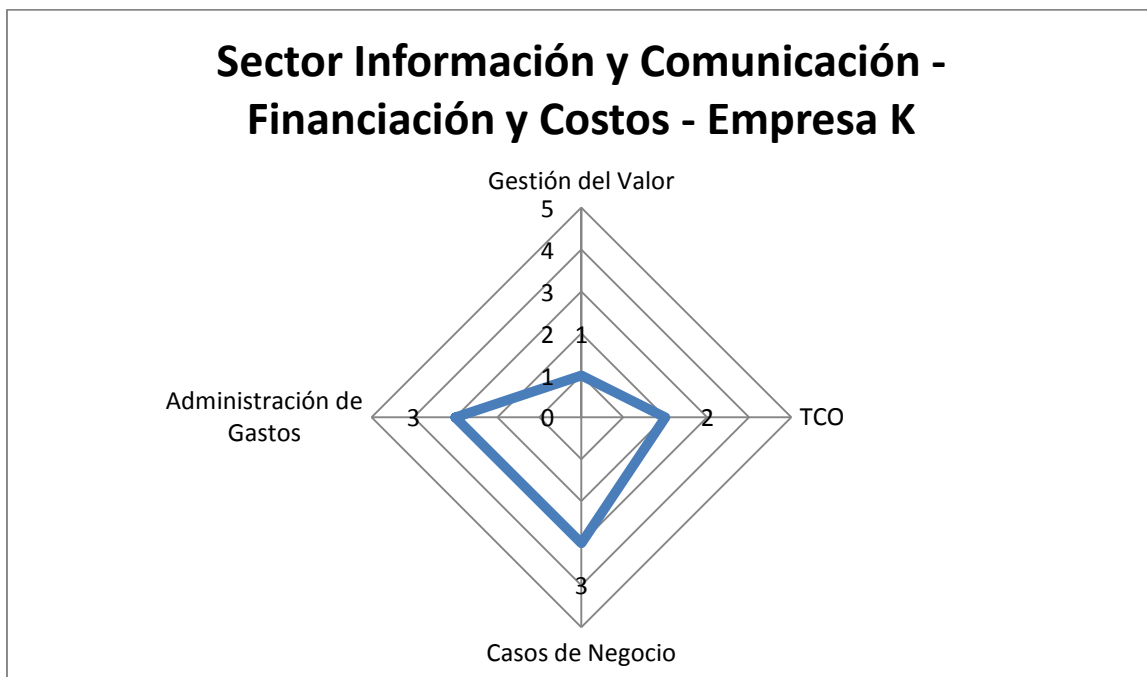 Sector Información y Comunicación -
Financiación y Costos - Empresa K
Gestión del Valor
5
4
3
2 1
1
Administración de
Gastos
3 0 2 TCO
3
Casos de Negocio